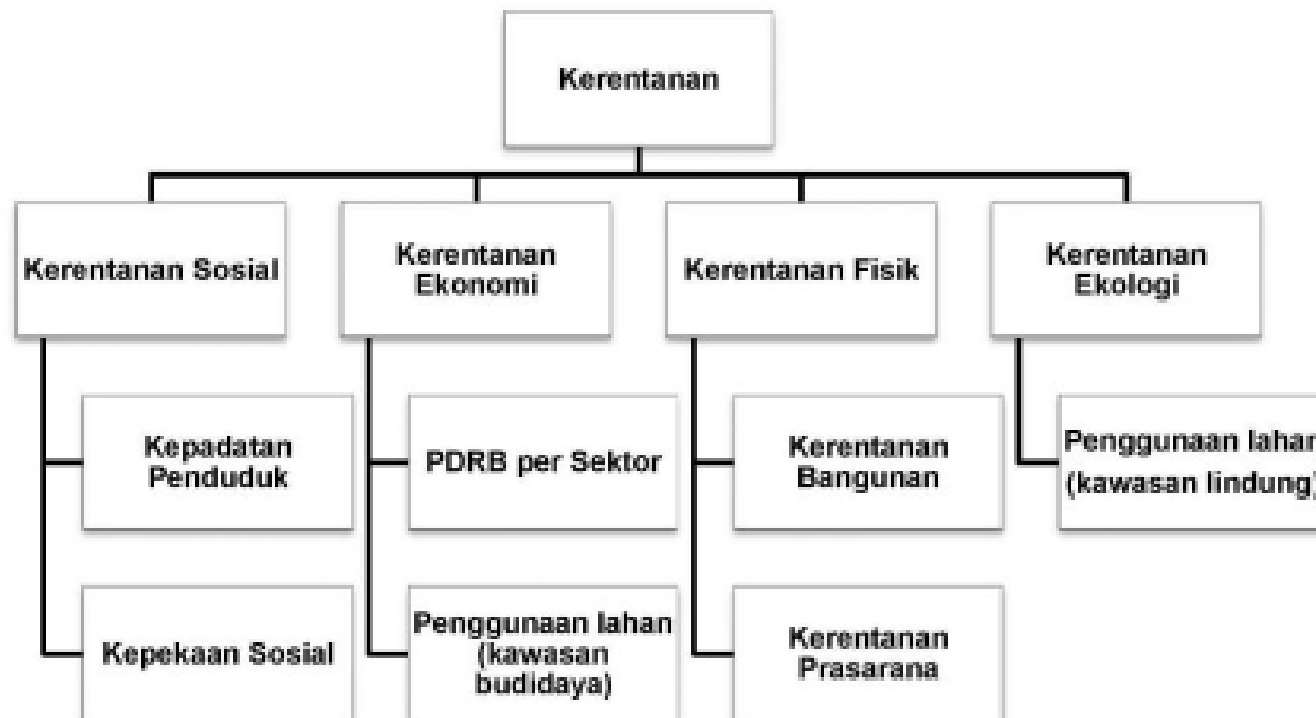 Kerentanan
Kerentanan Sosial
Kerentanan
Ekonomi
Kerentanan Fisik
Kerentanan
Ekologi
Kepadatan
Penduduk
PDRB per Sektor
Kerentanan
Bangunan
Penggunaan lahan
(kawasan lindung)
Kepekaan Sosial
Penggunaan lahan
(kawasan
budidaya)
Kerentanan
Prasarana